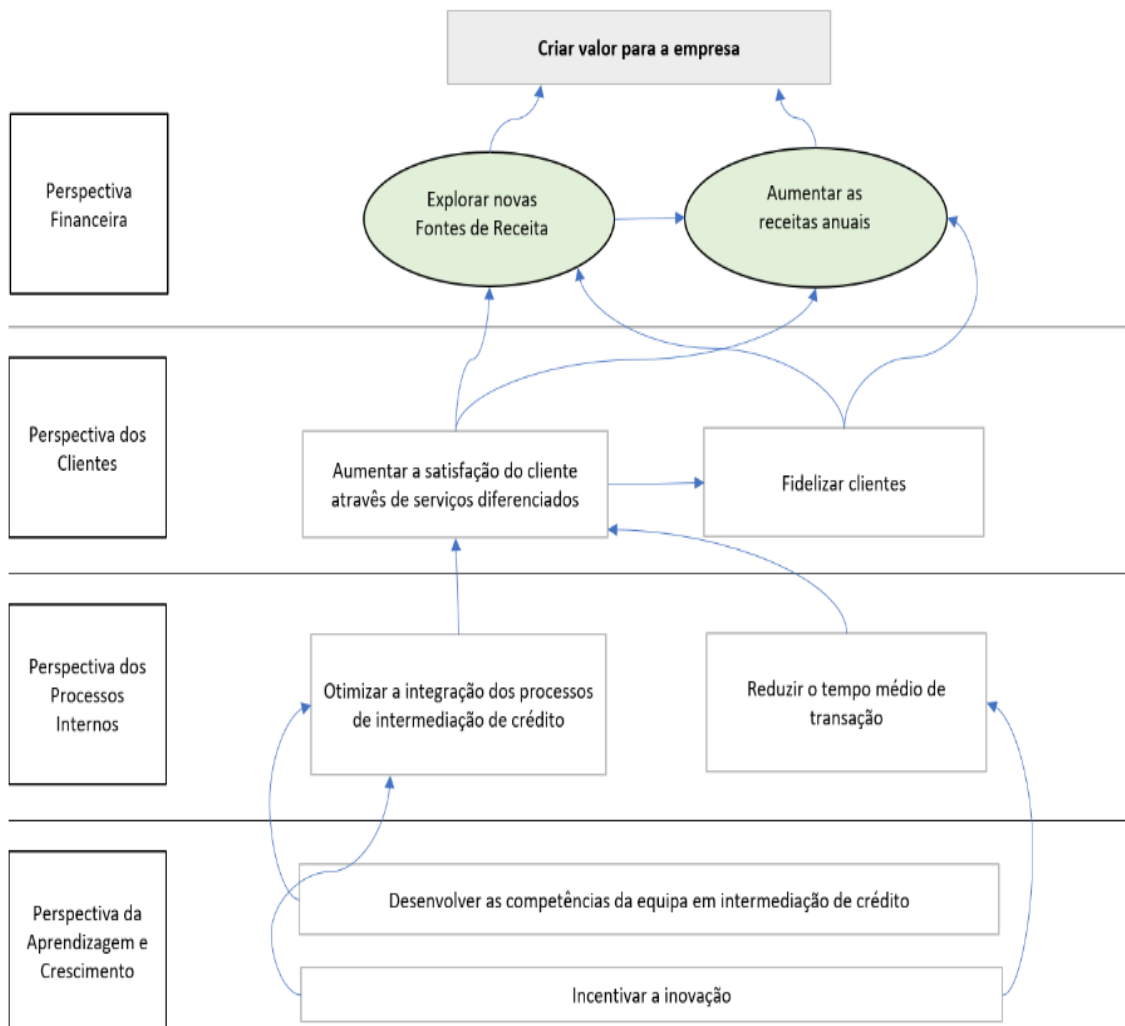 Criar valor para a empresa
Perspectiva
Financeira
Explorar novas
Fontes de Receita
Aumentar as
receitas anuais
Perspectiva dos
Clientes
Aumentar a satisfação do cliente
atravês de serviços diferenciados
Fidelizar clientes
Perspectiva dos
Processos
Internos
Otimizar a integração dos processos
de intermediação de crédito
Reduzir o tempo médio de
transação
Perspectiva da
Aprendizagem e
Crescimento
Desenvolver as competências da equipa em intermediação de crédito
Incentivar a inovação